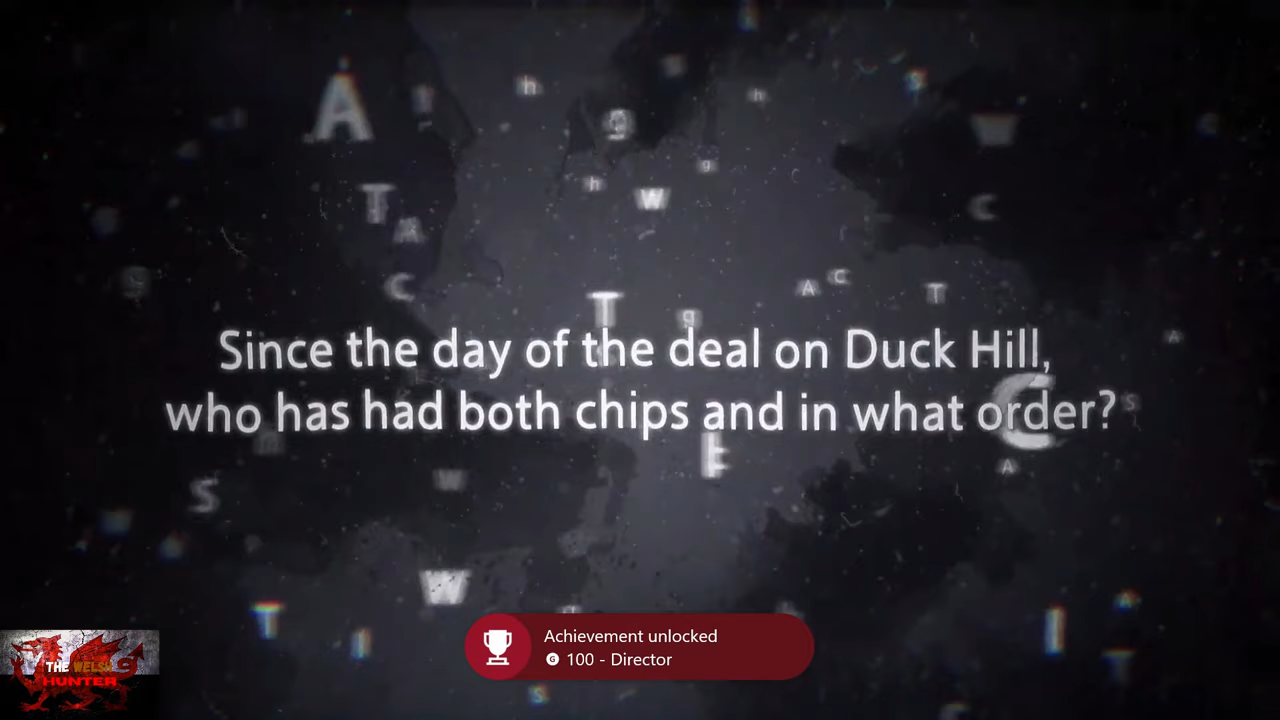 Since the day of the deal on Duck Hill,
who has had both chips and in what order?
Achievement unlocked
G 100 - Director
THE WELSH
HUNTER